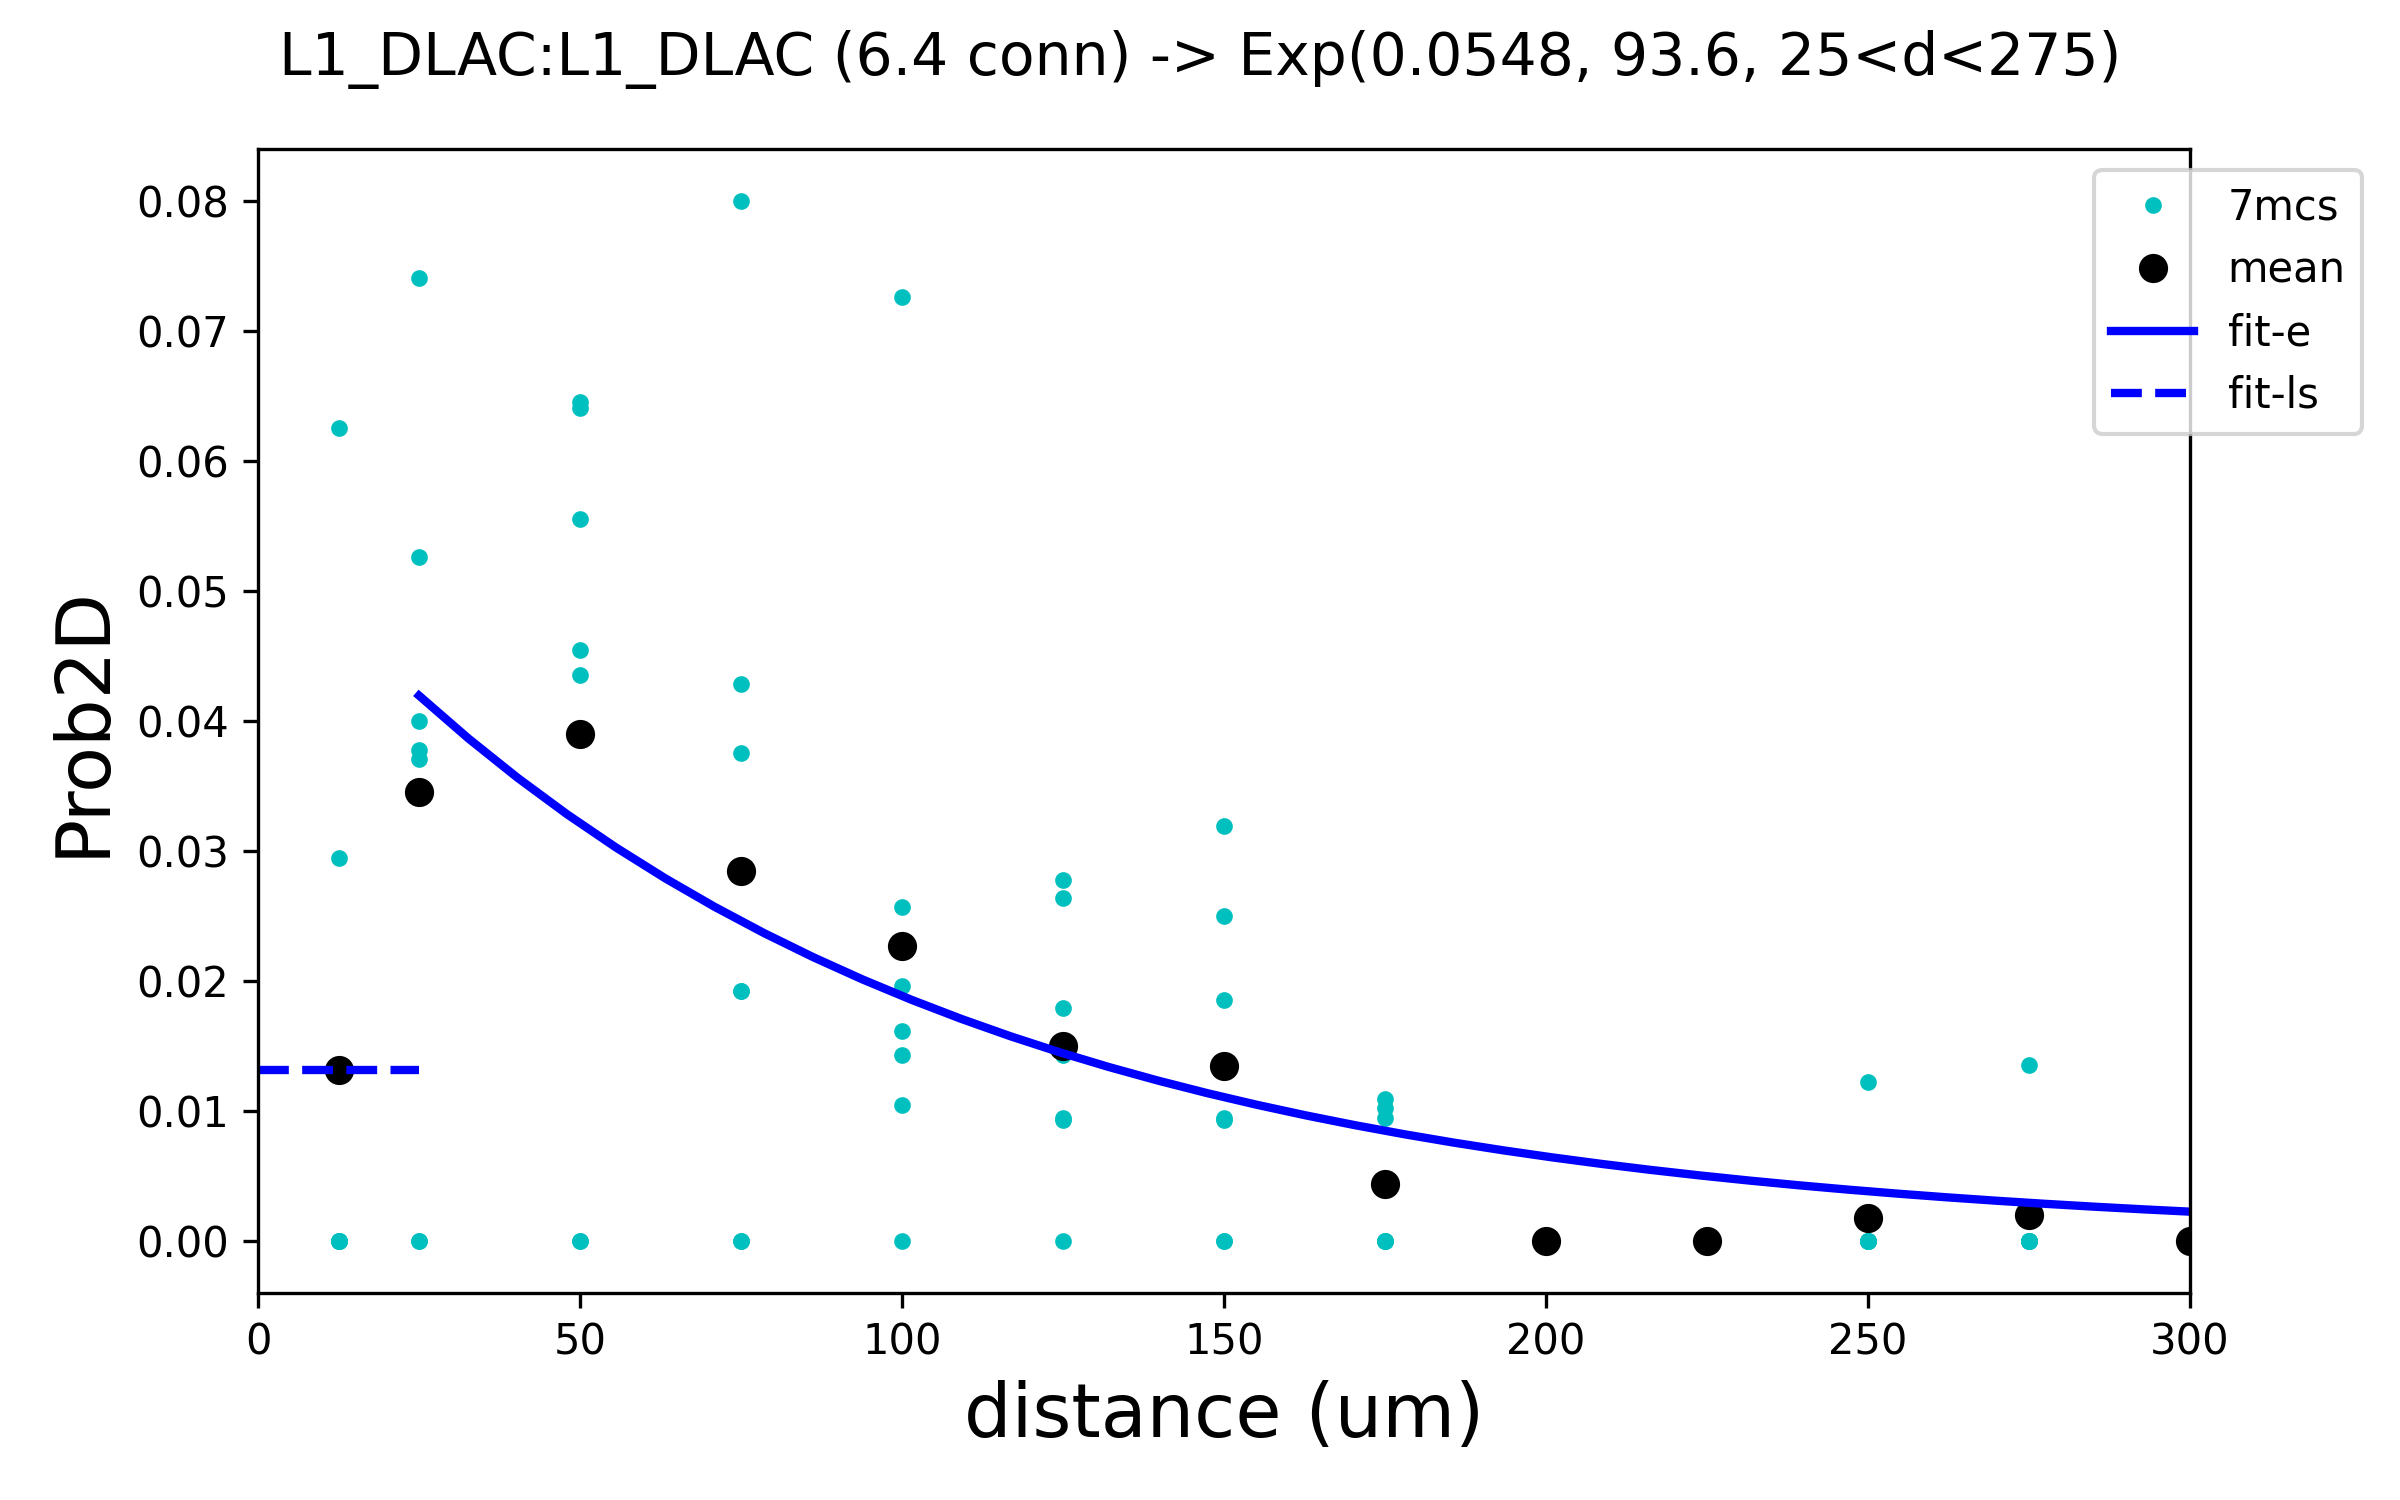 L1_DLAC:L1_DLAC (6.4 conn) -> Exp(0.0548, 93.6, 25<d<275)
7mcs
mean
fit-e
fit-ls
Prob2D
0.08
0.07
0.06
0.05
0.04
0.03
0.02
0.01
0.00
0 50 100 150 200 250 300
distance (um)